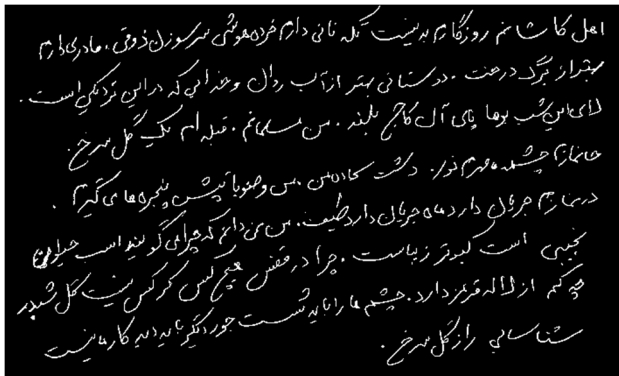 اهل کاشانم روزگارم بد نیست تکه نانی دارم خرده هوشی سر سوزن ذوقی . مادری دارم
بهتر از برگ درخت . دوستانی بهتر از آب روان و خدایی که در این نزدیکی است .
لای این شب بوها پای آن کاج بلند . من مسلمانم . قبله ام یک گل سرخ .
جانمازم چشمه مهرم نور . دشت سجاده من . من وضو با تپش پنجره ها می گیرم .
در نمازم جریان دارد ماه جریان دارد طیف . من نمی دانم که چرا می گویند اسب حیوان
نجیبی است کبوتر زیباست . چرا در قفس هیچ کس کرکس نیست گل شبدر
چه کم از لاله قرمز دارد . چشم ها را باید شست جور دیگر باید دید کار ما نیست
شناسایی راز گل سرخ .